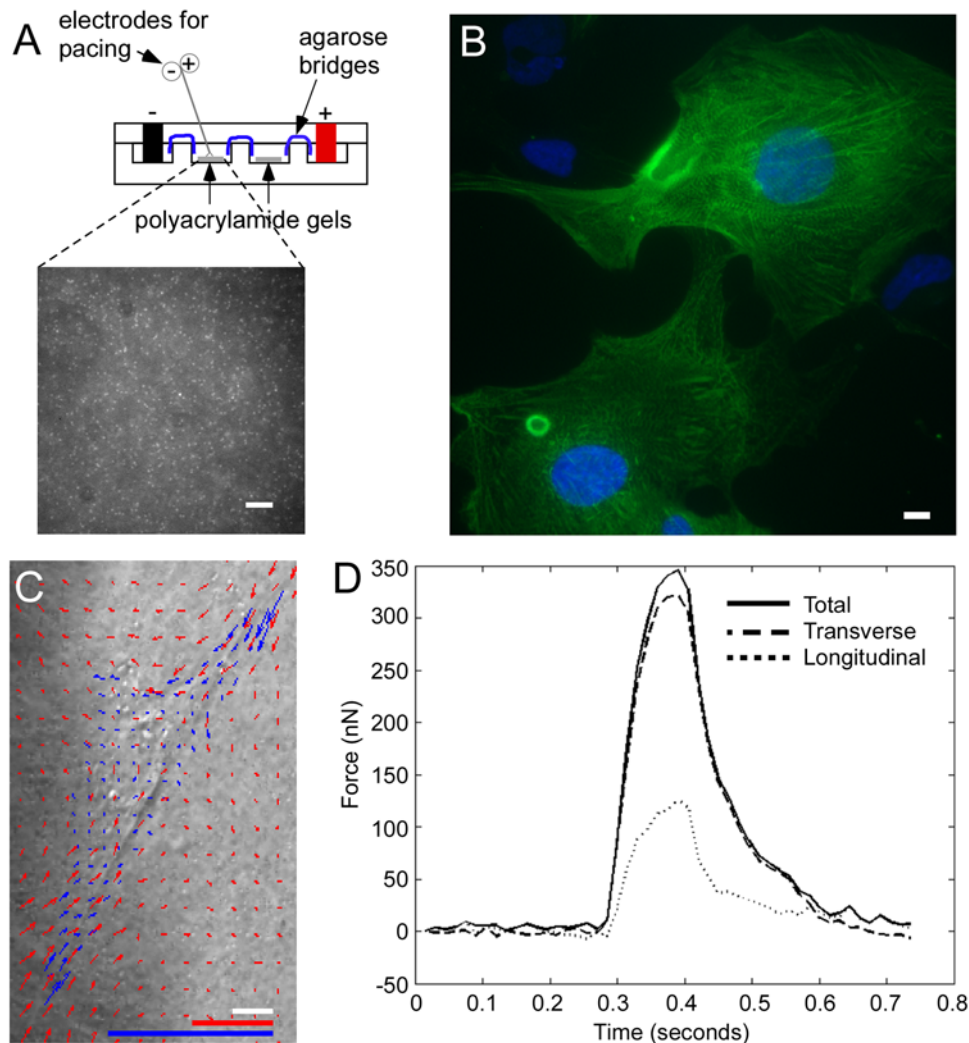 A
electrodes for
pacing
- +
agarose
bridges
- +
polyacrylamide gels
B
C
D
350
300
250
200
150
100
50
0
-50
Force (nN)
Total
Transverse
Longitudinal
0 0.1 0.2 0.3 0.4 0.5 0.6 0.7 0.8
Time (seconds)